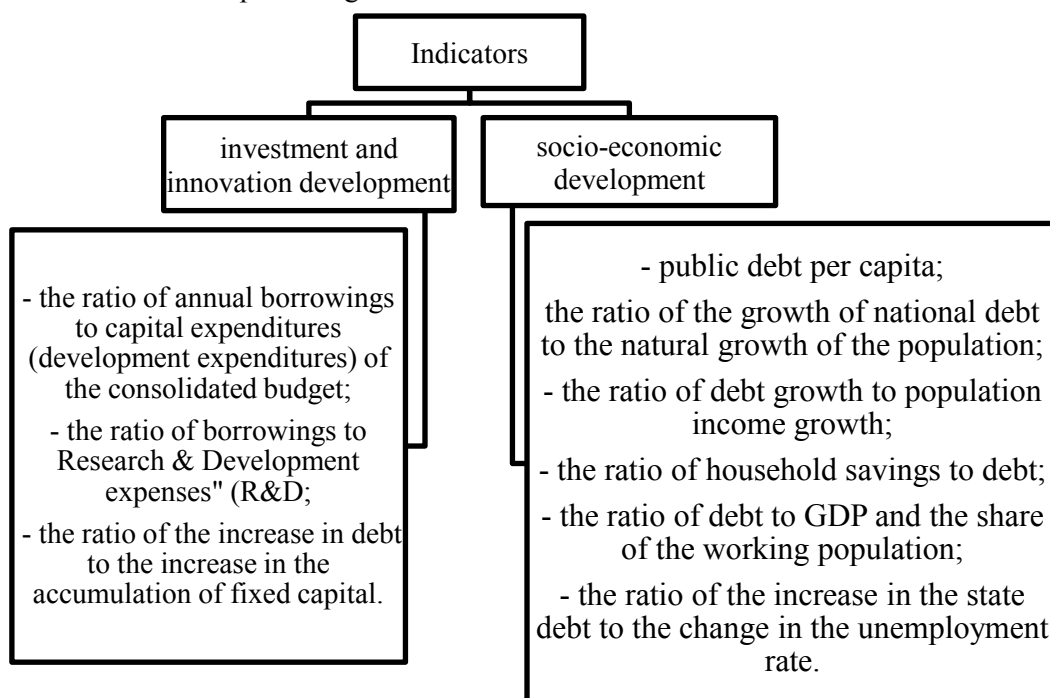 Indicators
investment and
innovation development
socio-economic
development
- the ratio of annual borrowings
to capital expenditures
(development expenditures) of
the consolidated budget;
- the ratio of borrowings to
Research & Development
expenses" (R&D;
- the ratio of the increase in debt
to the increase in the
accumulation of fixed capital.
- public debt per capita;
the ratio of the growth of national debt
to the natural growth of the population;
- the ratio of debt growth to population
income growth;
- the ratio of household savings to debt;
- the ratio of debt to GDP and the share
of the working population;
- the ratio of the increase in the state
debt to the change in the unemployment
rate.